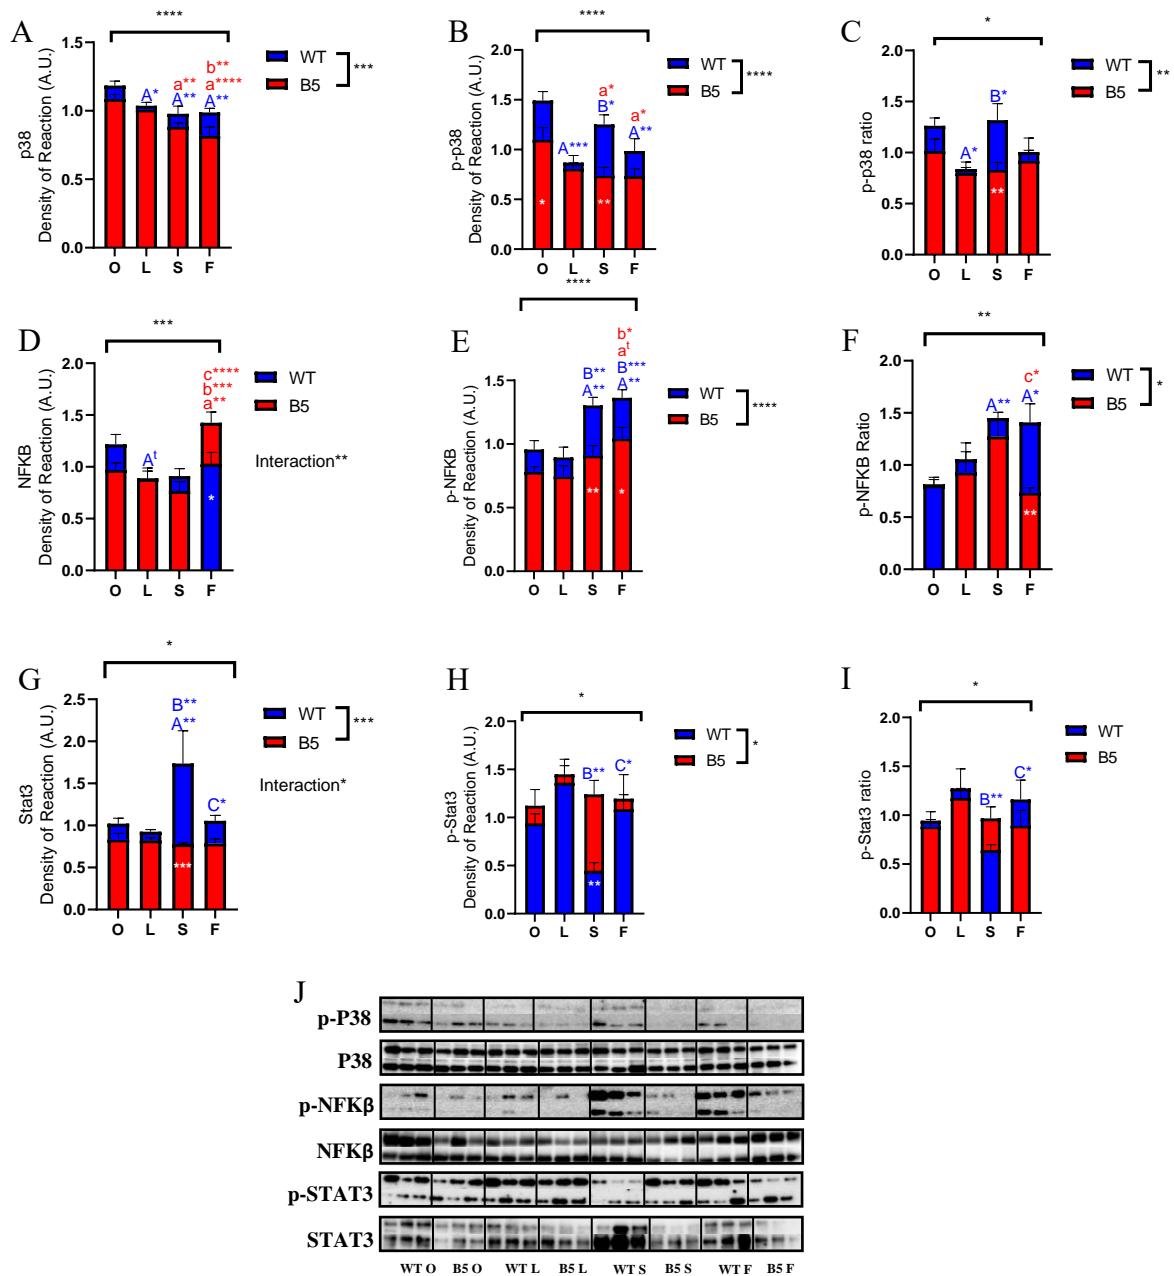 A
****
p38
Density of Reaction (A.U.)
1.5
1.0
0.5
0.0
A*
a**
A**
b**
a****
A**
O L S F
WT
B5
***
B
****
p-p38
Density of Reaction (A.U.)
2.0
1.5
1.0
0.5
0.0
*
A***
a*
B*
**
a*
A**
O L S F
WT
B5
****
C
*
p-p38 ratio
2.0
1.5
1.0
0.5
0.0
A*
B*
**
O L S F
WT
B5
**
D
***
NFKB
Density of Reaction (A.U.)
2.0
1.5
1.0
0.5
0.0
At
c****
b***
a**
*
O L S F
WT
B5
Interaction**
E
****
p-NFKB
Density of Reaction (A.U.)
1.5
1.0
0.5
0.0
B**
A**
**
b*
at
B***
A**
*
O L S F
WT
B5
****
F
**
p-NFKB Ratio
2.0
1.5
1.0
0.5
0.0
A**
c*
A*
**
O L S F
WT
B5
*
G
*
Stat3
Density of Reaction (A.U.)
2.5
2.0
1.5
1.0
0.5
0.0
B**
A**
***
C*
O L S F
WT
B5
***
Interaction*
H
*
p-Stat3
Density of Reaction (A.U.)
2.0
1.5
1.0
0.5
0.0
B**
**
C*
O L S F
WT
B5
*
I
*
p-Stat3 ratio
2.0
1.5
1.0
0.5
0.0
B**
C*
O L S F
WT
B5
J
p-P38
P38
p-NFKβ
NFKβ
p-STAT3
STAT3
WT O B5 O WT L B5 L WT S B5 S WT F B5 F